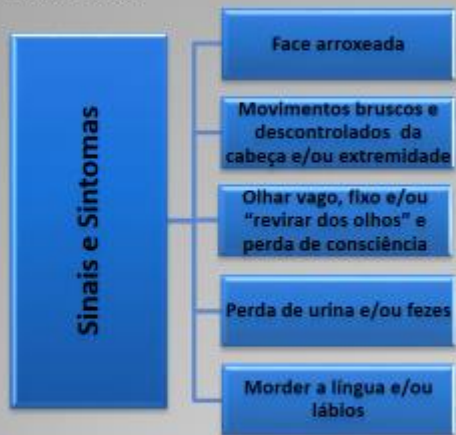 Sinais e Sintomas
Face arroxeada
Movimentos bruscos e
descontrolados da
cabeça e/ou extremidade
Olhar vago, fixo e/ou
“revirar dos olhos” e
perda de consciência
Perda de urina e/ou fezes
Morder a língua e/ou
lábios